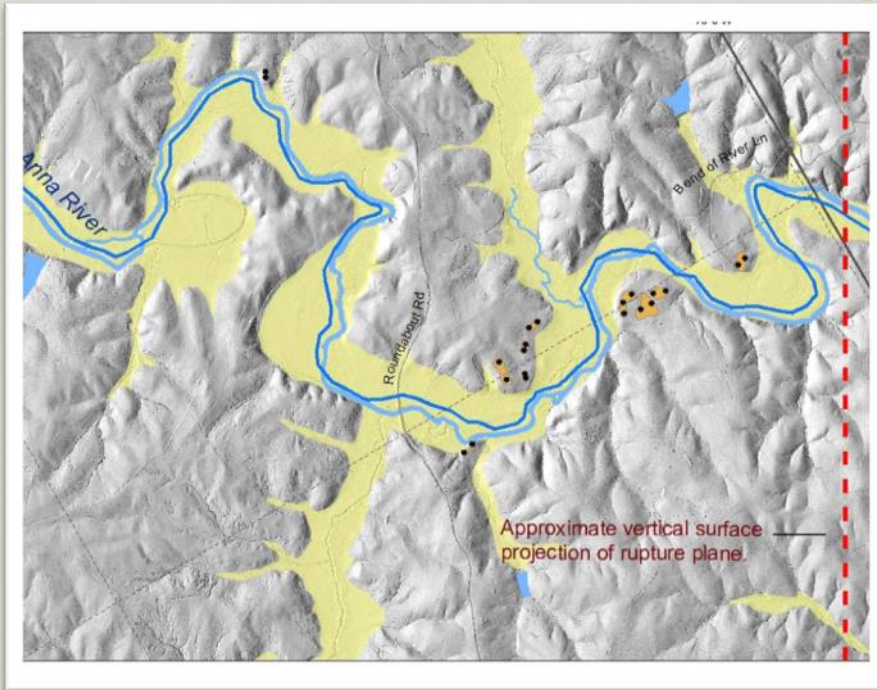 Bend of River Ln
Anna River
Roundabout Rd
Approximate vertical surface
projection of rupture plane